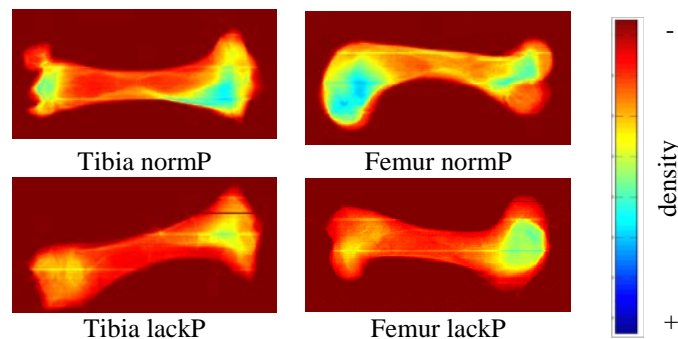 Tibia normP
Femur normP
Tibia lackP
Femur lackP
-
density
+